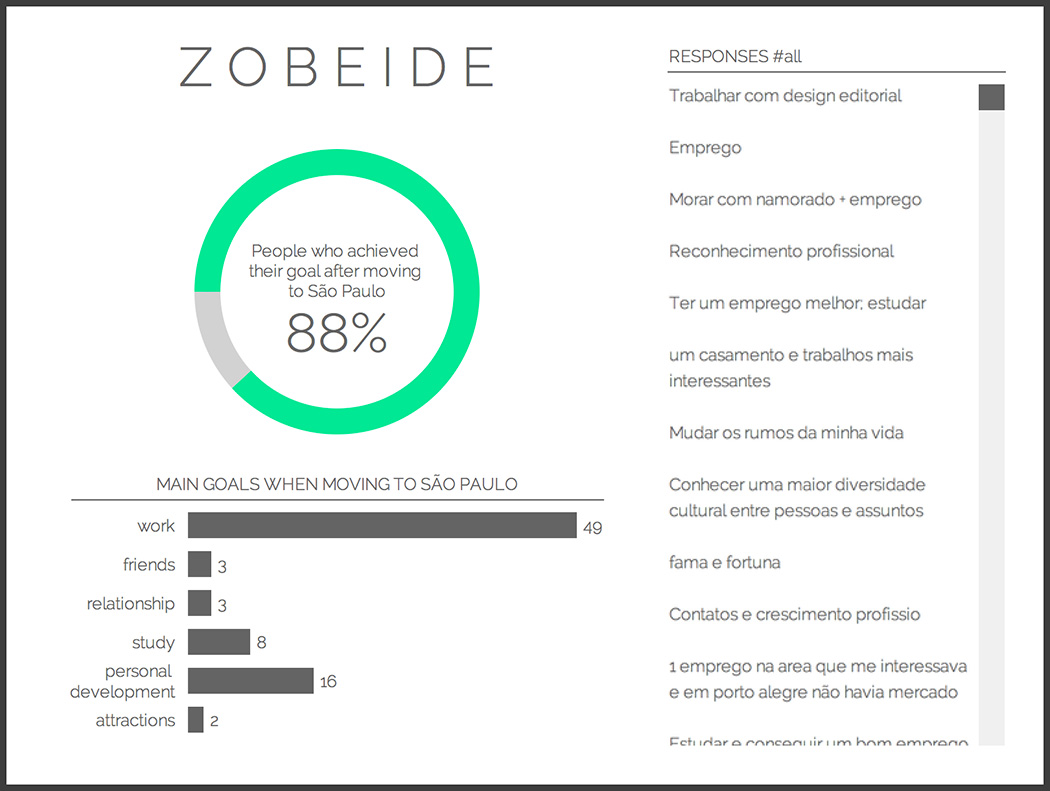 ZOBEIDE
People who achieved
their goal after moving
to São Paulo
88%
MAIN GOALS WHEN MOVING TO SÃO PAULO
work 49
friends 3
relationship 3
study 8
personal
development 16
attractions 2
RESPONSES #all
Trabalhar com design editorial
Emprego
Morar com namorado + emprego
Reconhecimento profissional
Ter um emprego melhor; estudar
um casamento e trabalhos mais
interessantes
Mudar os rumos da minha vida
Conhecer uma maior diversidade
cultural entre pessoas e assuntos
fama e fortuna
Contatos e crescimento profissio
1 emprego na area que me interessava
e em porto alegre não havia mercado
Estudar e conseguir um bom emprego